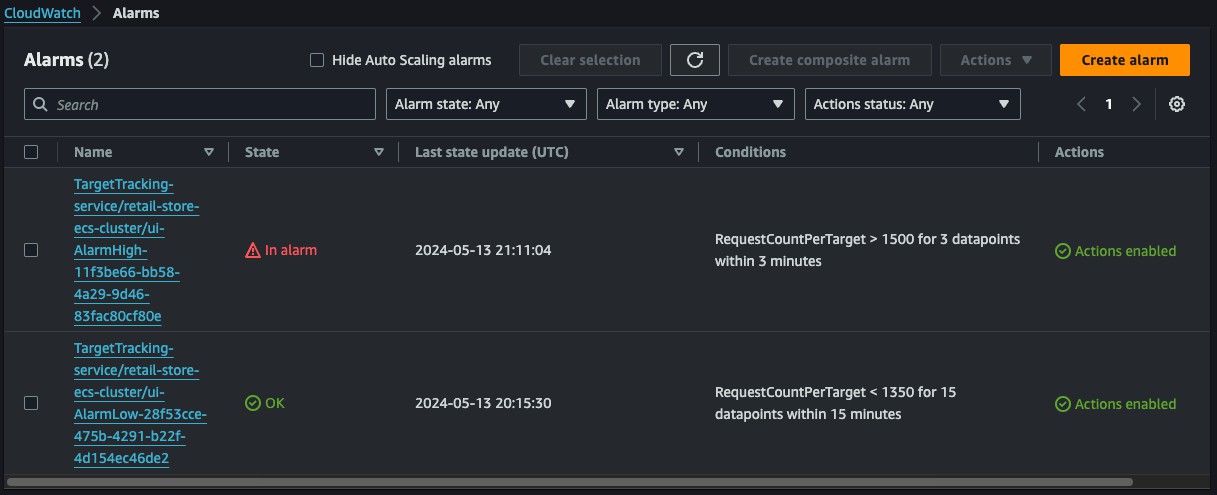 CloudWatch > Alarms
Alarms (2)
Hide Auto Scaling alarms
Clear selection
Create composite alarm
Actions
Create alarm
Search
Alarm state: Any
Alarm type: Any
Actions status: Any
1
Name
State
Last state update (UTC)
Conditions
Actions
TargetTracking-
service/retail-store-
ecs-cluster/ui-
AlarmHigh-
11f3be66-bb58-
4a29-9d46-
83fac80cf80e
In alarm
2024-05-13 21:11:04
RequestCountPerTarget > 1500 for 3 datapoints
within 3 minutes
Actions enabled
TargetTracking-
service/retail-store-
ecs-cluster/ui-
AlarmLow-28f53cce-
475b-4291-b22f-
4d154ec46de2
OK
2024-05-13 20:15:30
RequestCountPerTarget < 1350 for 15
datapoints within 15 minutes
Actions enabled